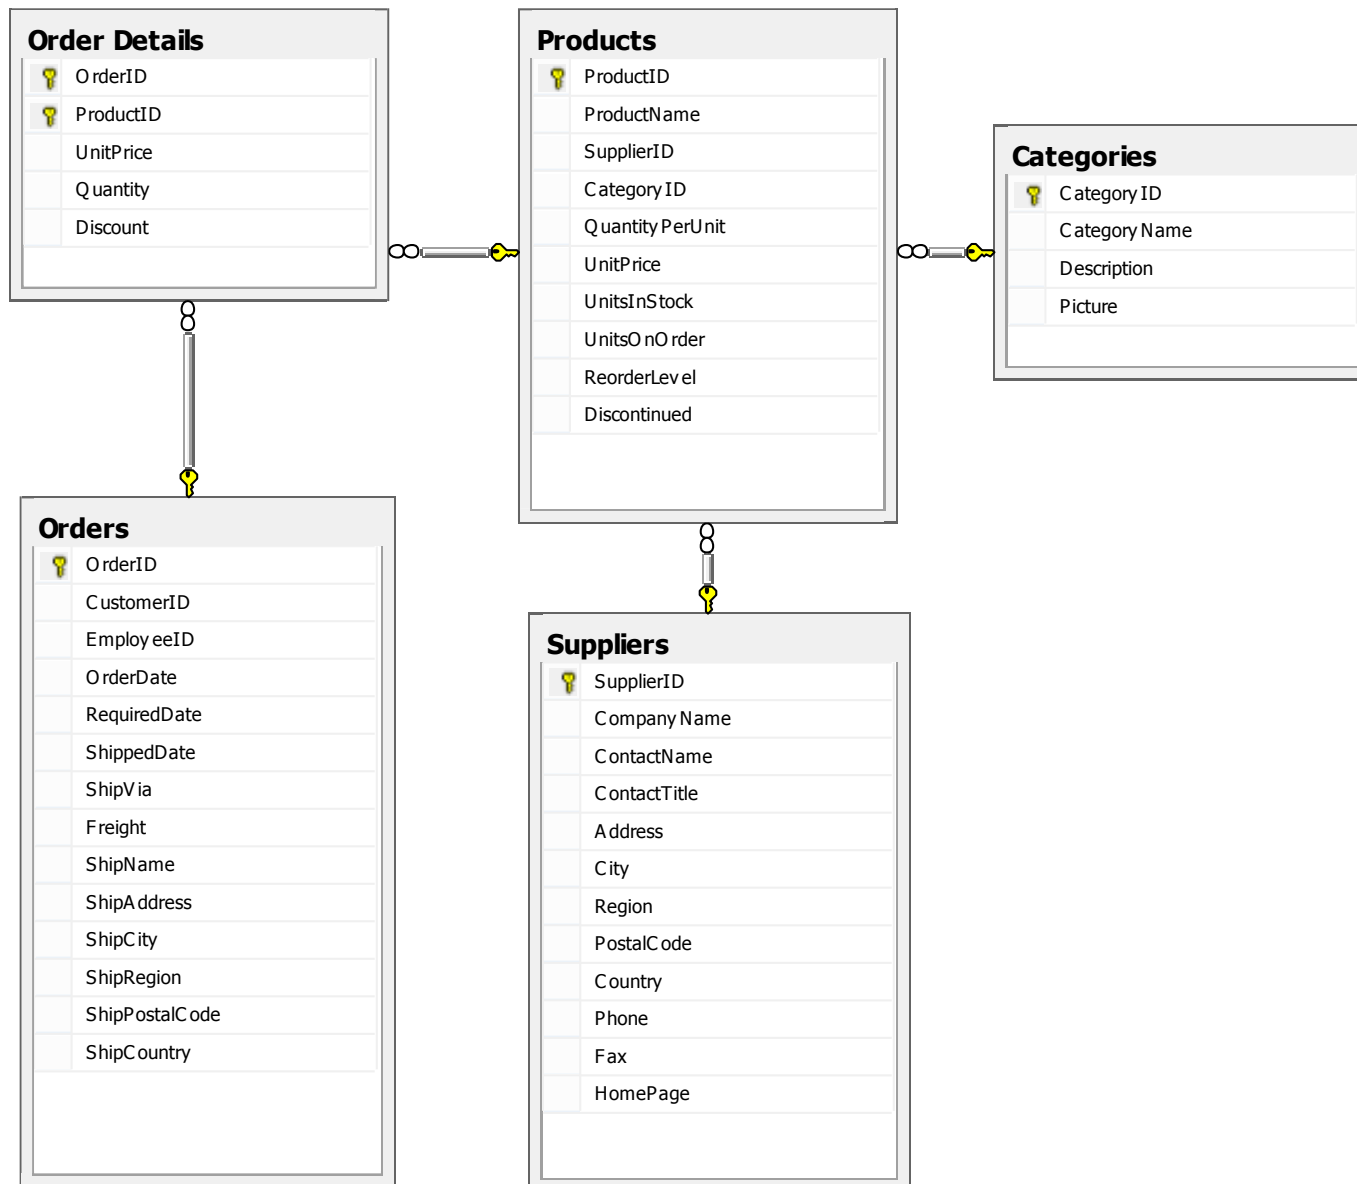 Order Details
OrderID
ProductID
UnitPrice
Quantity
Discount
Products
ProductID
ProductName
SupplierID
CategoryID
QuantityPerUnit
UnitPrice
UnitsInStock
UnitsOnOrder
ReorderLevel
Discontinued
Categories
CategoryID
CategoryName
Description
Picture
Orders
OrderID
CustomerID
EmployeeID
OrderDate
RequiredDate
ShippedDate
ShipVia
Freight
ShipName
ShipAddress
ShipCity
ShipRegion
ShipPostalCode
ShipCountry
Suppliers
SupplierID
CompanyName
ContactName
ContactTitle
Address
City
Region
PostalCode
Country
Phone
Fax
HomePage